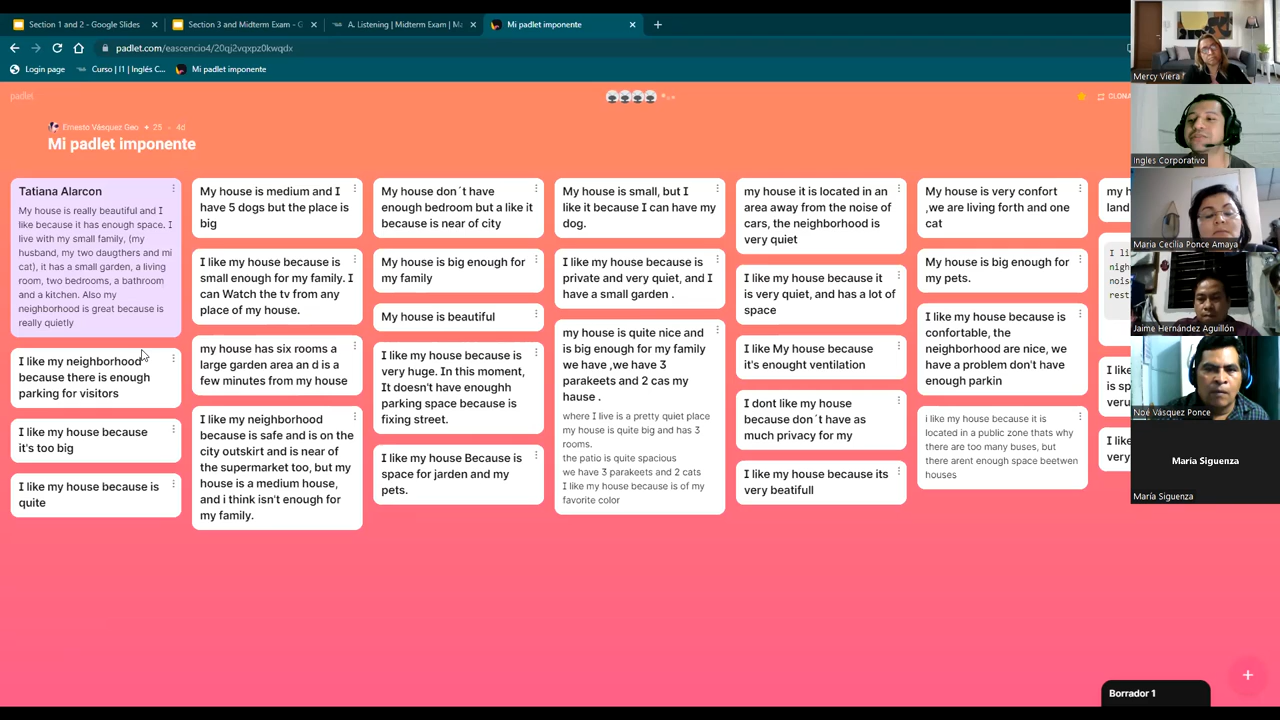 Section 1 and 2 - Google Slides
Section 3 and Midterm Exam - G
A. Listening | Midterm Exam | Ma
Mi padlet imponente
padlet.com/eascencio4/20qj2vqxpz0kwqdx
Login page
Curso | I1 | Inglés C...
Mi padlet imponente
padlet
CLONA
Ernesto Vásquez Geo + 25 · 4d
Mi padlet imponente
Tatiana Alarcon
My house is really beautiful and I
like because it has enough space. I
live with my small family, (my
husband, my two daugthers and mi
cat), it has a small garden, a living
room, two bedrooms, a bathroom
and a kitchen. Also my
neighborhood is great because is
really quietly
I like my neighborhood
because there is enough
parking for visitors
I like my house because
it's too big
I like my house because is
quite
My house is medium and I
have 5 dogs but the place is
big
I like my house because is
small enough for my family. I
can Watch the tv from any
place of my house.
my house has six rooms a
large garden area an d is a
few minutes from my house
I like my neighborhood
because is safe and is on the
city outskirt and is near of
the supermarket too, but my
house is a medium house,
and i think isn't enough for
my family.
My house don´t have
enough bedroom but a like it
because is near of city
My house is big enough for
my family
My house is beautiful
I like my house because is
very huge. In this moment,
It doesn't have enoughh
parking space because is
fixing street.
I like my house Because is
space for jarden and my
pets.
My house is small, but I
like it because I can have my
dog.
I like my house because is
private and very quiet, and I
have a small garden .
my house is quite nice and
is big enough for my family
we have ,we have 3
parakeets and 2 cas my
hause .
where I live is a pretty quiet place
my house is quite big and has 3
rooms.
the patio is quite spacious
we have 3 parakeets and 2 cats
I like my house because is of my
favorite color
my house it is located in an
area away from the noise of
cars, the neighborhood is
very quiet
I like my house because it
is very quiet, and has a lot of
space
I like My house because
it's enought ventilation
I dont like my house
because don´t have as
much privacy for my
I like my house because its
very beatifull
My house is very confort
,we are living forth and one
cat
My house is big enough for
my pets.
I like my house because is
confortable, the
neighborhood are nice, we
have a problem don't have
enough parkin
i like my house because it is
located in a public zone thats why
there are too many buses, but
there arent enough space beetwen
houses
my h
land
I li
nigh
nois
rest
I like
is sp
veru
I like
very
Mercy Viera
Ingles Corporativo
Maria Cecilia Ponce Amaya
Jaime Hernández Aguillón
Noé Vásquez Ponce
María Siguenza
María Siguenza
Borrador 1